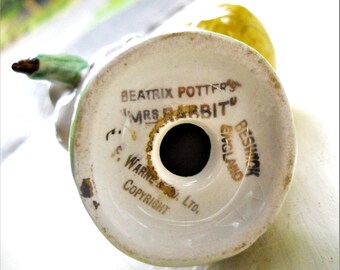 BEATRIX POTTER'S
"MRS RABBIT"
F. WARNE & Co. LTD.
COPYRIGHT
BESWICK
ENGLAND